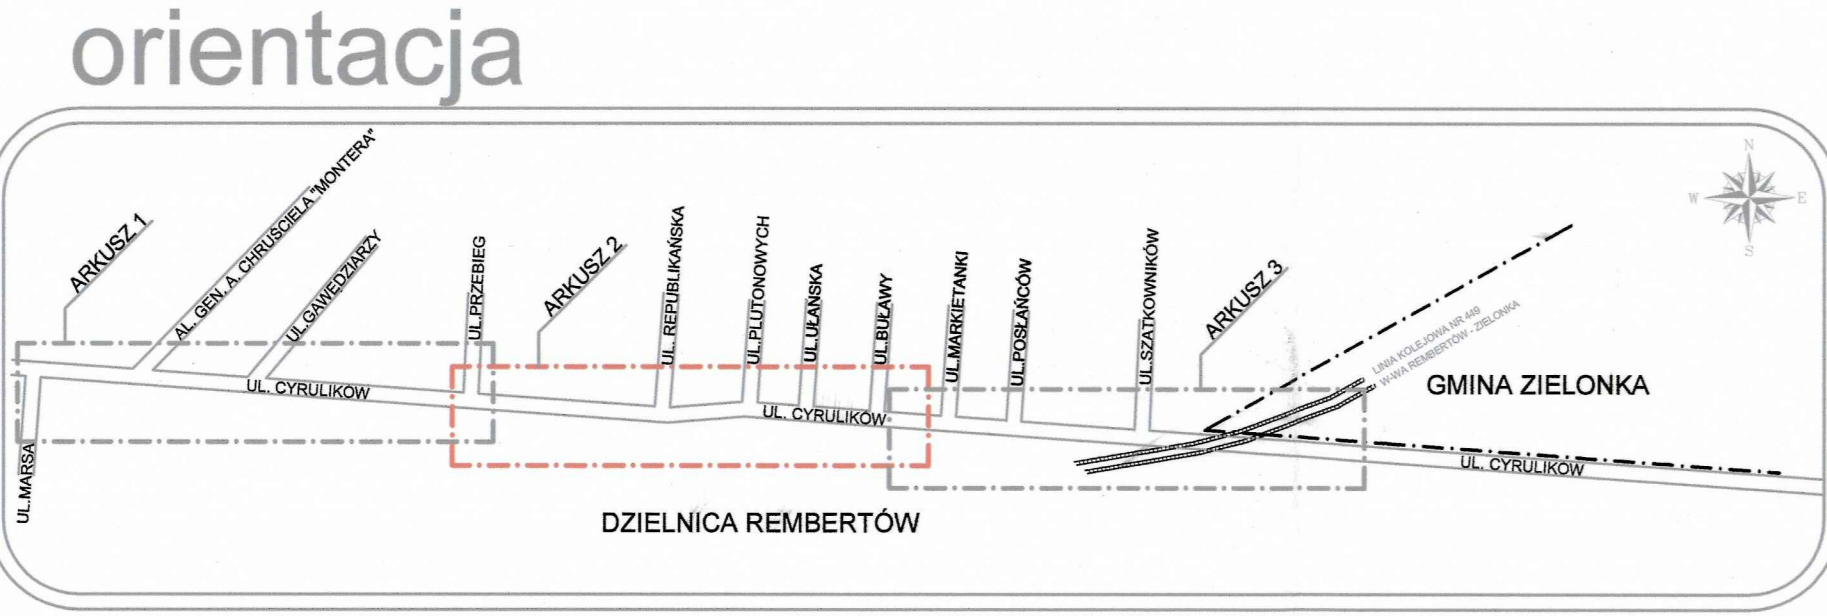 orientacja
ARKUSZ 1
AL. GEN. A. CHRUŚCIELA "MONTERA"
UL.GAWĘDZIARZY
UL.PRZEBIEG
ARKUSZ 2
UL. REPUBLIKAŃSKA
UL.PLUTONOWYCH
UL.UŁAŃSKA
UL.BUŁAWY
UL.MARKIETANKI
UL.POSŁAŃCÓW
UL.SZATKOWNIKÓW
ARKUSZ 3
N
W
E
S
LINIA KOLEJOWA NR 449
W-WA REMBERTÓW - ZIELONKA
GMINA ZIELONKA
UL. CYRULIKÓW
UL. CYRULIKÓW
UL. CYRULIKÓW
UL.MARSA
DZIELNICA REMBERTÓW